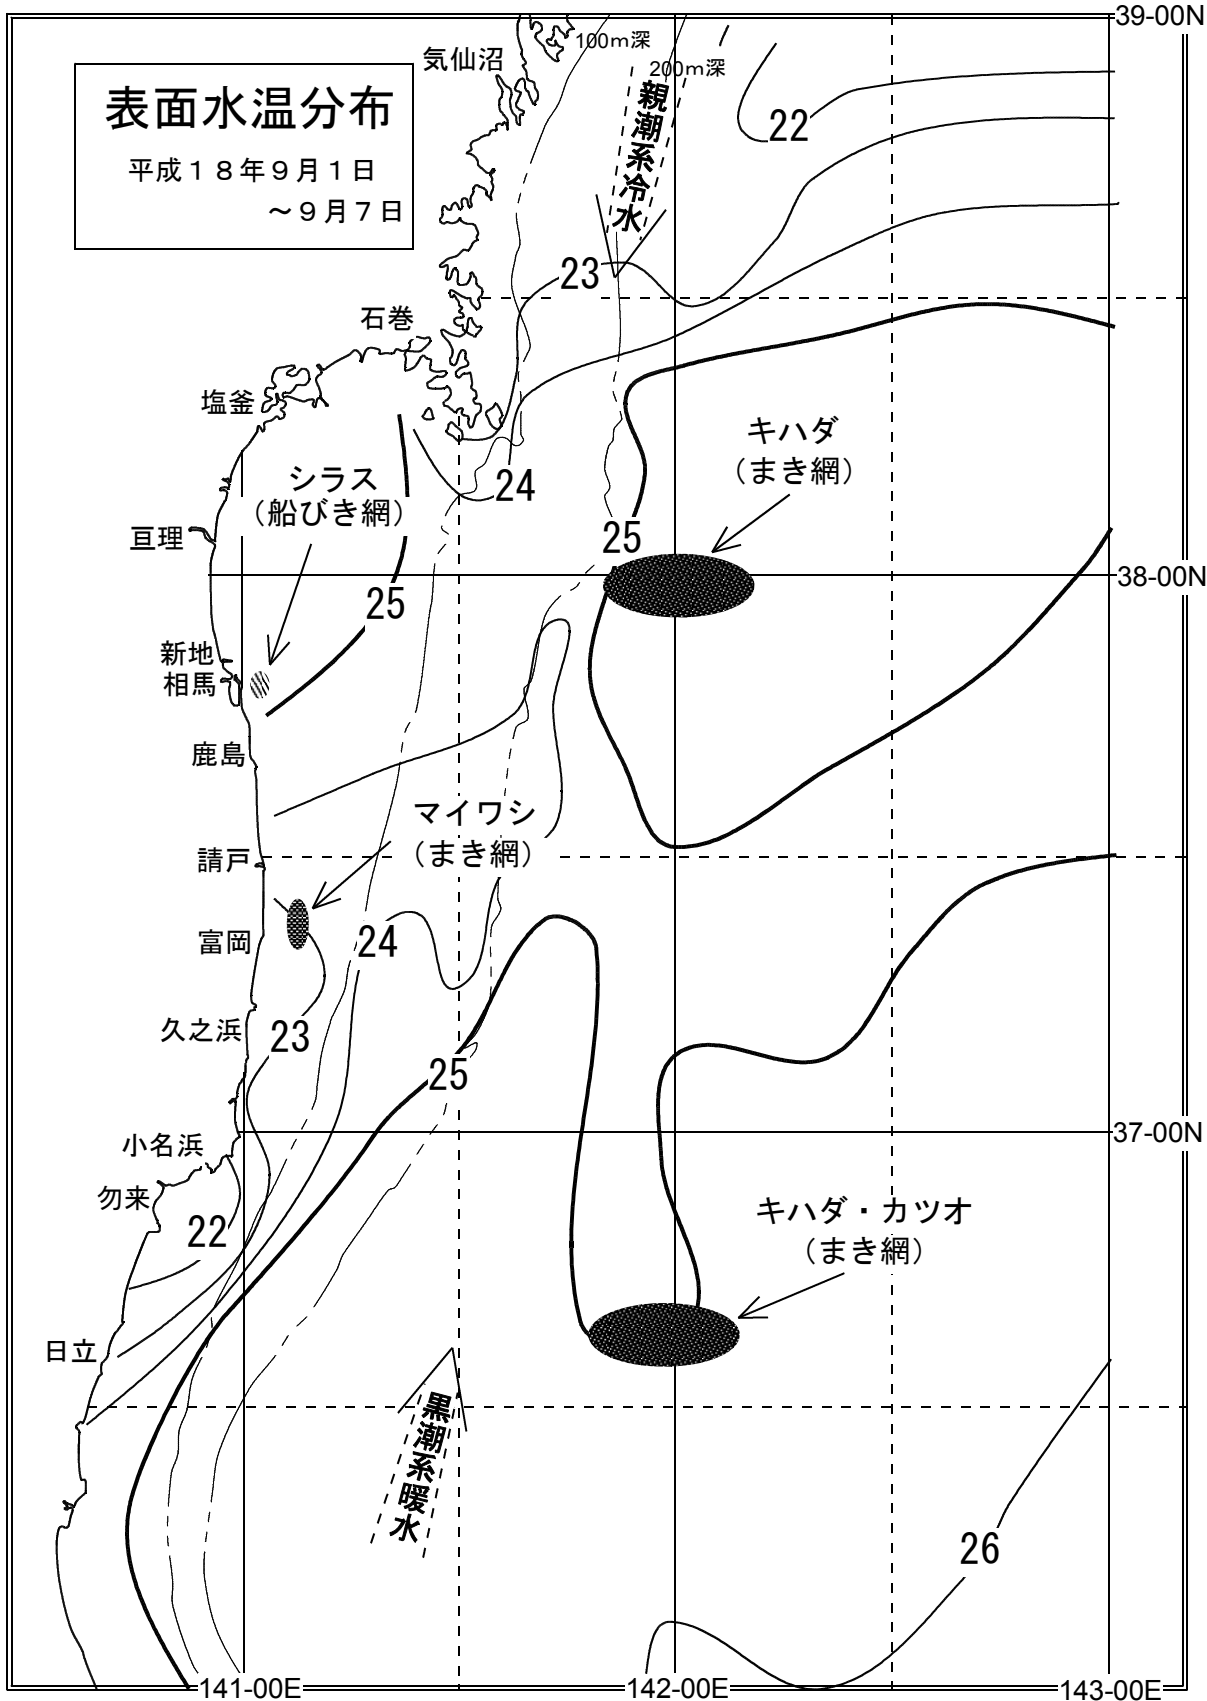 39-00N
気仙沼
100m深
200m深
表面水温分布
平成１８年９月１日
～９月７日
親潮系冷水
22
23
石巻
塩釜
キハダ
（まき網）
シラス
（船びき網）
24
亘理
25
25
38-00N
新地
相馬
鹿島
マイワシ
（まき網）
請戸
富岡
24
久之浜
23
25
小名浜
37-00N
勿来
22
キハダ・カツオ
（まき網）
日立
黒潮系暖水
26
141-00E
142-00E
143-00E